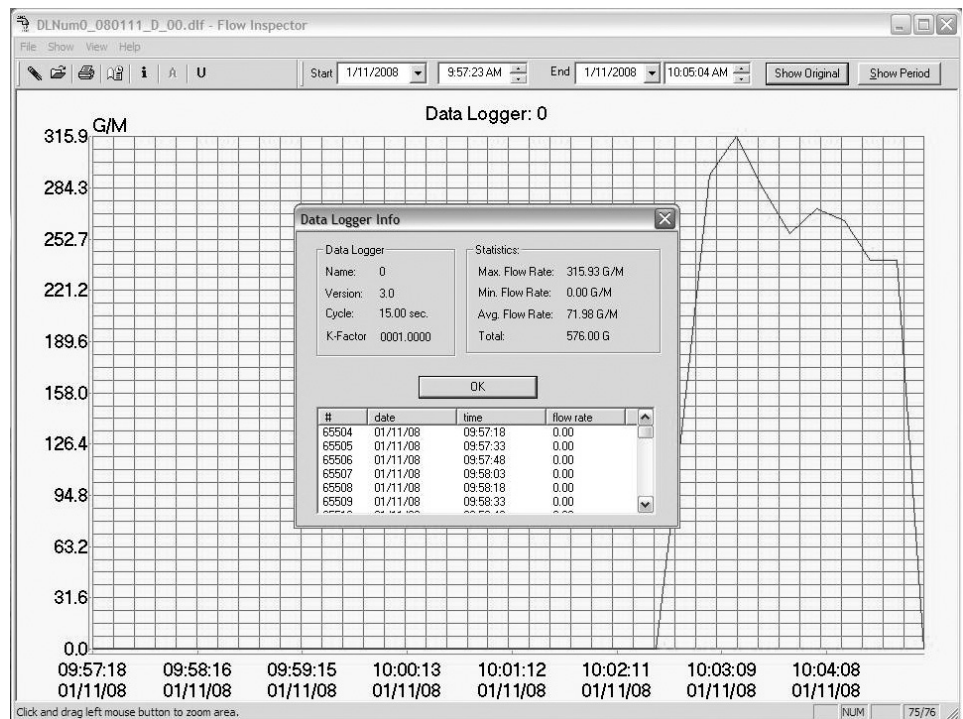 DLNum0_080111_D_00.dlf - Flow Inspector
File Show View Help
i A U Start 1/11/2008 9:57:23 AM End 1/11/2008 10:05:04 AM Show Original Show Period
Data Logger: 0
G/M
315.9
284.3
252.7
221.2
189.6
158.0
126.4
94.8
63.2
31.6
0.0
Data Logger Info
Data Logger
Name: 0
Version: 3.0
Cycle: 15.00 sec.
K-Factor 0001.0000
Statistics:
Max. Flow Rate: 315.93 G/M
Min. Flow Rate: 0.00 G/M
Avg. Flow Rate: 71.98 G/M
Total: 576.00 G
OK
# date time flow rate
65504 01/11/08 09:57:18 0.00
65505 01/11/08 09:57:33 0.00
65506 01/11/08 09:57:48 0.00
65507 01/11/08 09:58:03 0.00
65508 01/11/08 09:58:18 0.00
65509 01/11/08 09:58:33 0.00
09:57:18 09:58:16 09:59:15 10:00:13 10:01:12 10:02:11 10:03:09 10:04:08
01/11/08 01/11/08 01/11/08 01/11/08 01/11/08 01/11/08 01/11/08 01/11/08
Click and drag left mouse button to zoom area. NUM 75/76